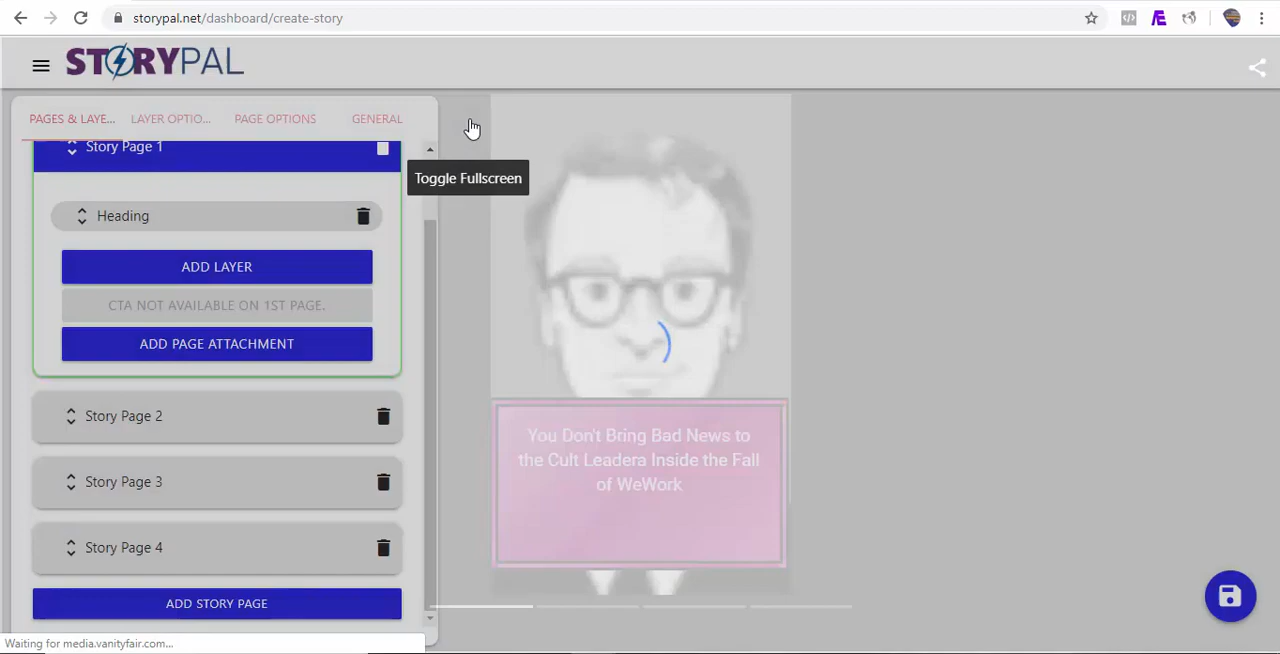 storypal.net/dashboard/create-story
STORYPAL
PAGES & LAYE...
LAYER OPTIO...
PAGE OPTIONS
GENERAL
Story Page 1
Toggle Fullscreen
Heading
ADD LAYER
CTA NOT AVAILABLE ON 1ST PAGE.
ADD PAGE ATTACHMENT
Story Page 2
You Don't Bring Bad News to
the Cult Leadera Inside the Fall
of WeWork
Story Page 3
Story Page 4
ADD STORY PAGE
Waiting for media.vanityfair.com...